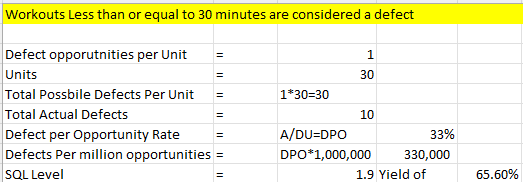 Workouts Less than or equal to 30 minutes are considered a defect
Defect opporutnities per Unit = 1
Units = 30
Total Possbile Defects Per Unit = 1*30=30
Total Actual Defects = 10
Defect per Opportunity Rate = A/DU=DPO 33%
Defects Per million opportunities = DPO*1,000,000 330,000
SQL Level = 1.9 Yield of 65.60%